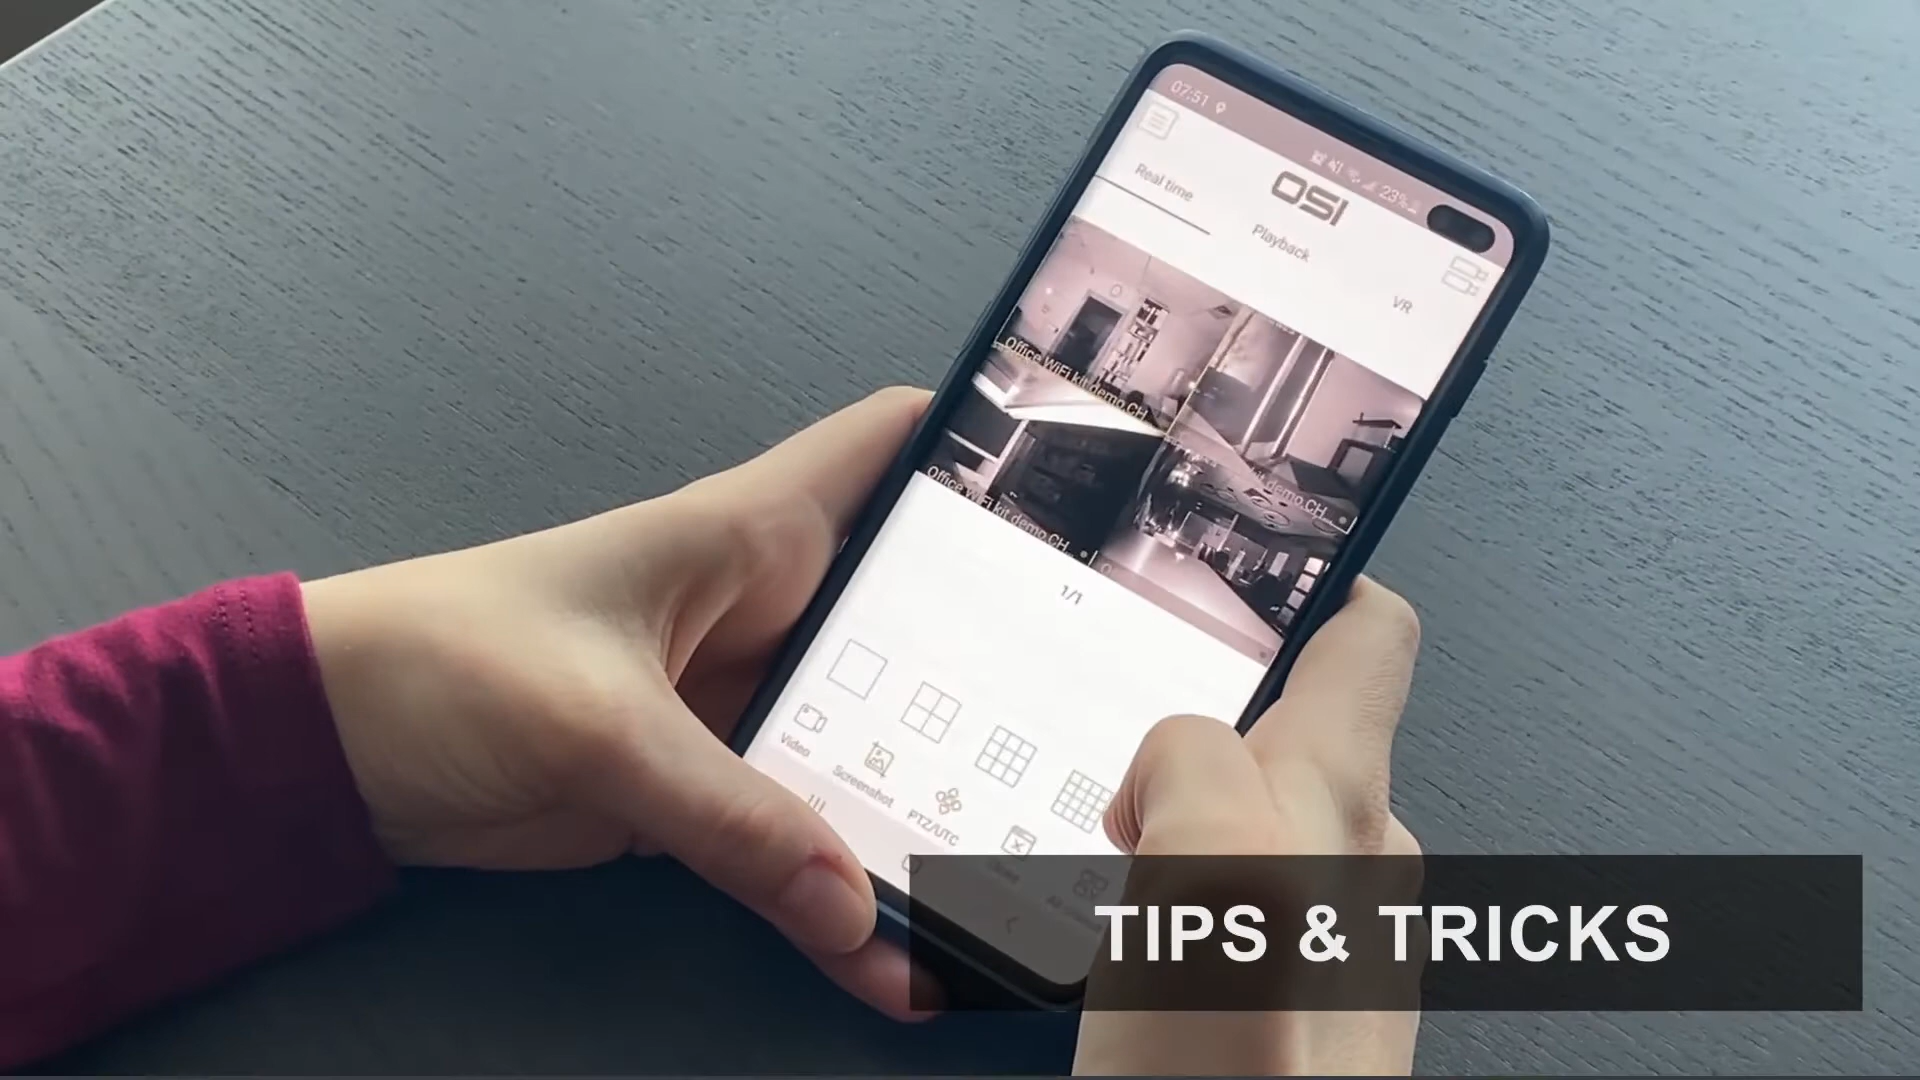 07:51
23%
OSI
Real time
Playback
VR
Office WiFi kit demo,CH
kit demo,CH...
Office WiFi kit demo,CH...
1/1
Video
Screenshot
PTZ/UTC
TIPS & TRICKS